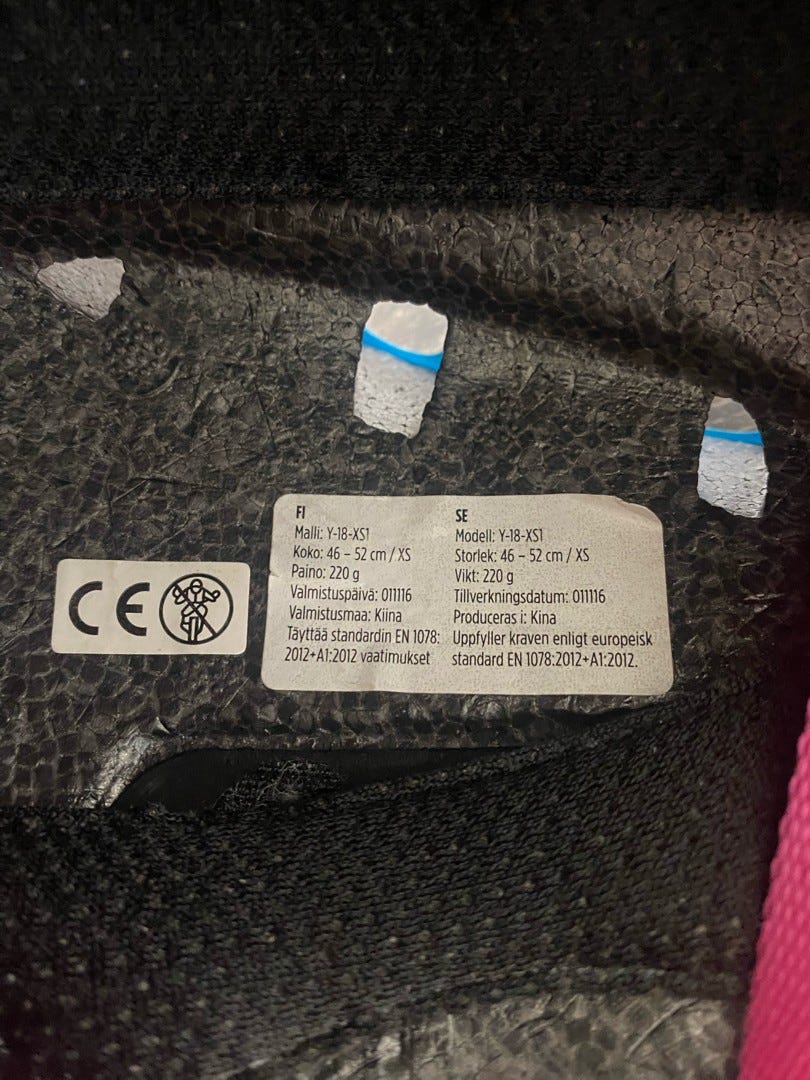 CE
FI
Malli: Y-18-XS1
Koko: 46 – 52 cm / XS
Paino: 220 g
Valmistuspäivä: 011116
Valmistusmaa: Kiina
Täyttää standardin EN 1078:
2012+A1:2012 vaatimukset
SE
Modell: Y-18-XS1
Storlek: 46 – 52 cm / XS
Vikt: 220 g
Tillverkningsdatum: 011116
Produceras i: Kina
Uppfyller kraven enligt europeisk
standard EN 1078:2012+A1:2012.